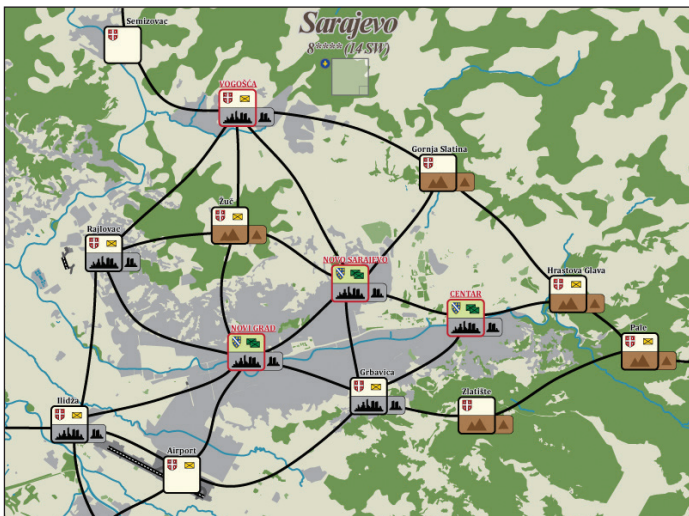 Sarajevo
8**** (14 SW)
Semizovac
VOGOŠĆA
Gornja Slatina
Žuč
Rajlovac
NOVO SARAJEVO
Hrastova Glava
CENTAR
NOVI GRAD
Pale
Grbavica
Zlatište
Ilidža
Airport